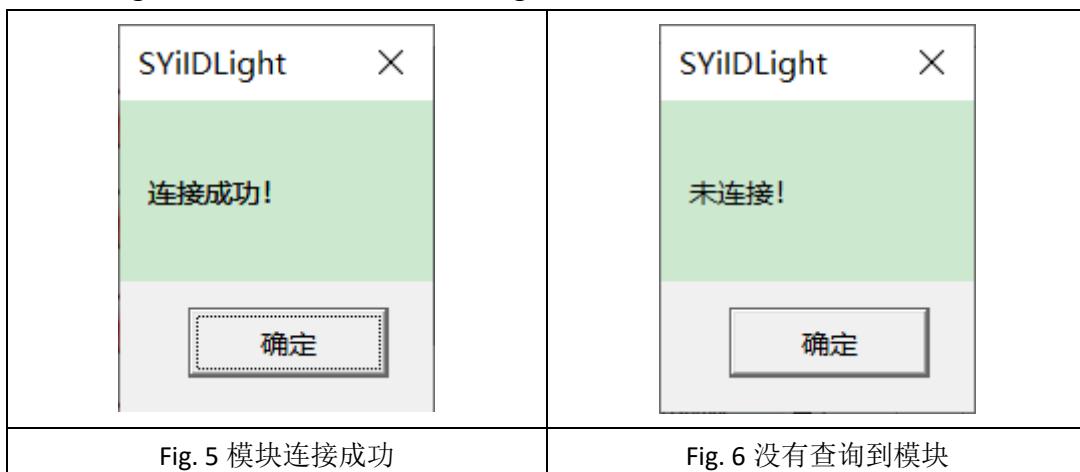 SYiIDLight
连接成功!
确定
Fig. 5 模块连接成功
SYiIDLight
未连接!
确定
Fig. 6 没有查询到模块